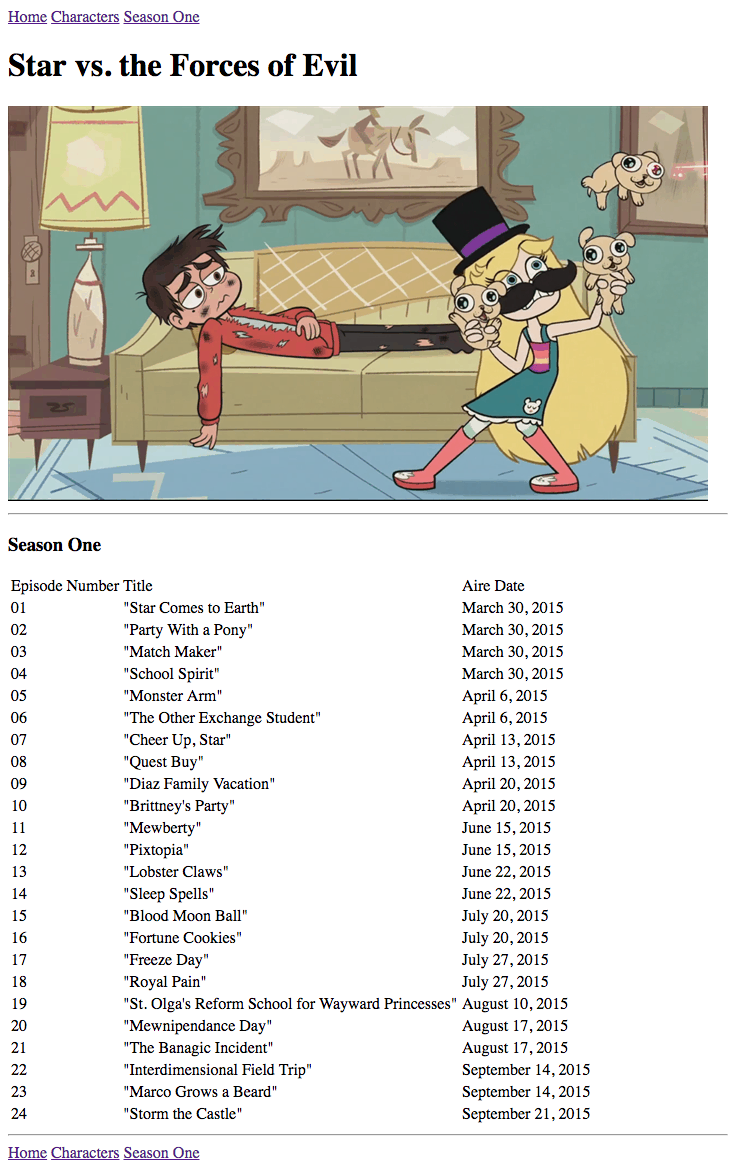 Home Characters Season One
Star vs. the Forces of Evil
Season One
Episode Number Title Aire Date
01 "Star Comes to Earth" March 30, 2015
02 "Party With a Pony" March 30, 2015
03 "Match Maker" March 30, 2015
04 "School Spirit" March 30, 2015
05 "Monster Arm" April 6, 2015
06 "The Other Exchange Student" April 6, 2015
07 "Cheer Up, Star" April 13, 2015
08 "Quest Buy" April 13, 2015
09 "Diaz Family Vacation" April 20, 2015
10 "Brittney's Party" April 20, 2015
11 "Mewberty" June 15, 2015
12 "Pixtopia" June 15, 2015
13 "Lobster Claws" June 22, 2015
14 "Sleep Spells" June 22, 2015
15 "Blood Moon Ball" July 20, 2015
16 "Fortune Cookies" July 20, 2015
17 "Freeze Day" July 27, 2015
18 "Royal Pain" July 27, 2015
19 "St. Olga's Reform School for Wayward Princesses" August 10, 2015
20 "Mewnipendance Day" August 17, 2015
21 "The Banagic Incident" August 17, 2015
22 "Interdimensional Field Trip" September 14, 2015
23 "Marco Grows a Beard" September 14, 2015
24 "Storm the Castle" September 21, 2015
Home Characters Season One